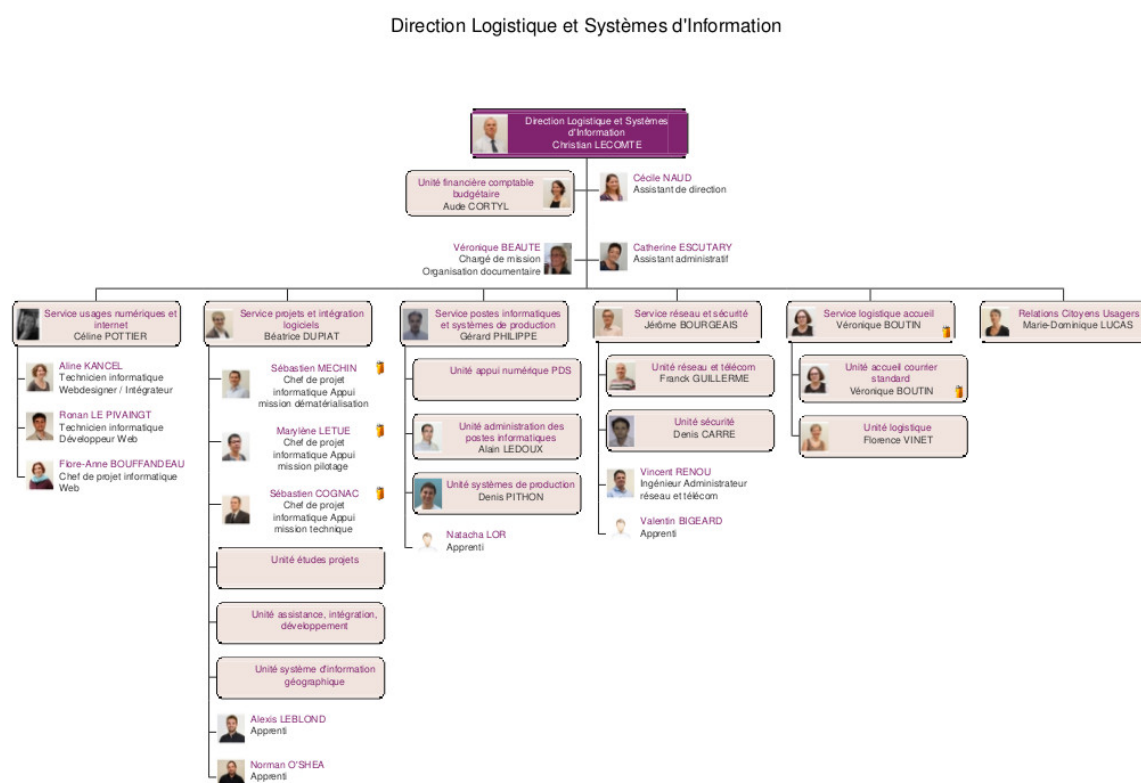 Direction Logistique et Systèmes d'Information
Direction Logistique et Systèmes
d'Information
Christian LECOMTE
Unité financière comptable
budgétaire
Aude CORTYL
Cécile NAUD
Assistant de direction
Véronique BEAUTE
Chargé de mission
Organisation documentaire
Catherine ESCUTARY
Assistant administratif
Service usages numériques et
internet
Céline POTTIER
Aline KANCEL
Technicien informatique
Webdesigner / Intégrateur
Ronan LE PIVAINGT
Technicien informatique
Développeur Web
Flore-Anne BOUFFANDEAU
Chef de projet informatique
Web
Service projets et intégration
logiciels
Béatrice DUPIAT
Sébastien MECHIN
Chef de projet
informatique Appui
mission dématérialisation
Marylène LETUE
Chef de projet
informatique Appui
mission pilotage
Sébastien COGNAC
Chef de projet
informatique Appui
mission technique
Unité études projets
Unité assistance, intégration,
développement
Unité système d'information
géographique
Alexis LEBLOND
Apprenti
Norman O'SHEA
Apprenti
Service postes informatiques
et systèmes de production
Gérard PHILIPPE
Unité appui numérique PDS
Unité administration des
postes informatiques
Alain LEDOUX
Unité systèmes de production
Denis PITHON
Natacha LOR
Apprenti
Service réseau et sécurité
Jérôme BOURGEAIS
Unité réseau et télécom
Franck GUILLERME
Unité sécurité
Denis CARRE
Vincent RENOU
Ingénieur Administrateur
réseau et télécom
Valentin BIGEARD
Apprenti
Service logistique accueil
Véronique BOUTIN
Unité accueil courrier
standard
Véronique BOUTIN
Unité logistique
Florence VINET
Relations Citoyens Usagers
Marie-Dominique LUCAS